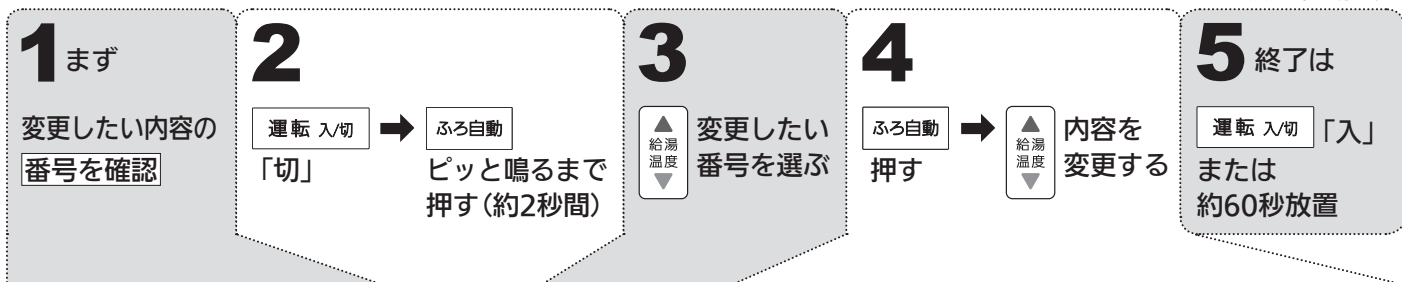 1 まず
変更したい内容の
番号を確認
2
運転 入/切 ➡ ふろ自動
「切」
ピッと鳴るまで
押す（約2秒間）
3
▲
給湯
温度
▼
変更したい
番号を選ぶ
4
ふろ自動 ➡
押す
▲
給湯
温度
▼
内容を
変更する
5 終了は
運転 入/切 「入」
または
約60秒放置